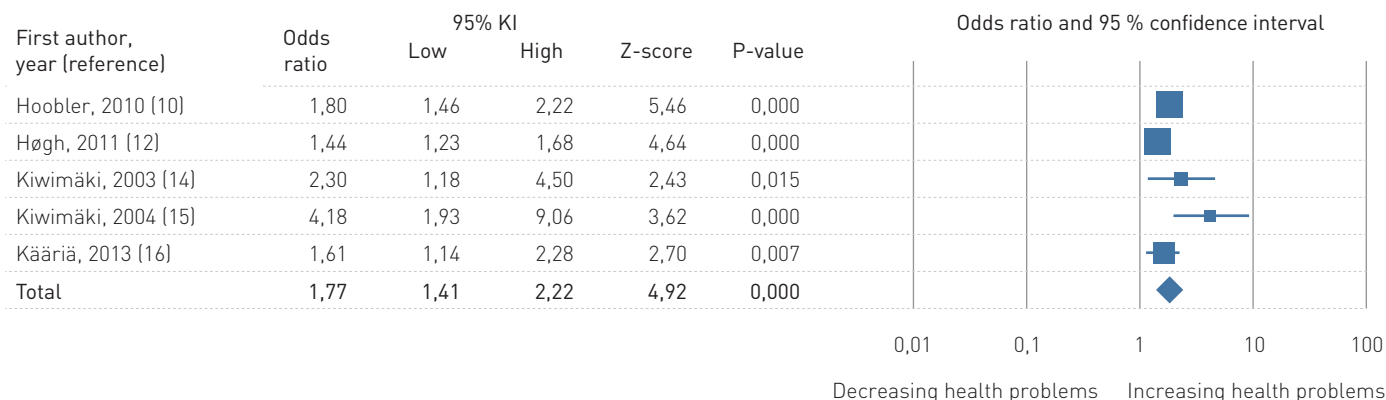 95% KI Odds ratio and 95 % confidence interval
First author, year (reference) Odds ratio Low High Z-score P-value
Hoobler, 2010 (10) 1,80 1,46 2,22 5,46 0,000
Høgh, 2011 (12) 1,44 1,23 1,68 4,64 0,000
Kiwimäki, 2003 (14) 2,30 1,18 4,50 2,43 0,015
Kiwimäki, 2004 (15) 4,18 1,93 9,06 3,62 0,000
Kääriä, 2013 (16) 1,61 1,14 2,28 2,70 0,007
Total 1,77 1,41 2,22 4,92 0,000
0,01 0,1 1 10 100
Decreasing health problems Increasing health problems